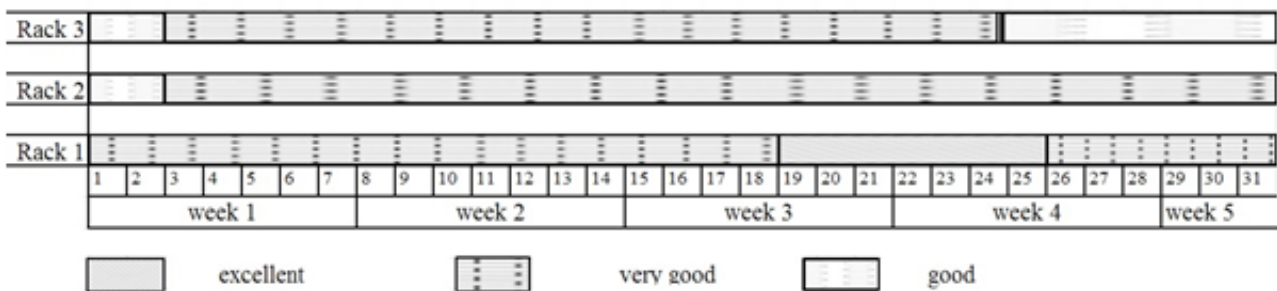 Rack 3
Rack 2
Rack 1
1 2 3 4 5 6 7 8 9 10 11 12 13 14 15 16 17 18 19 20 21 22 23 24 25 26 27 28 29 30 31
week 1 week 2 week 3 week 4 week 5
excellent very good good